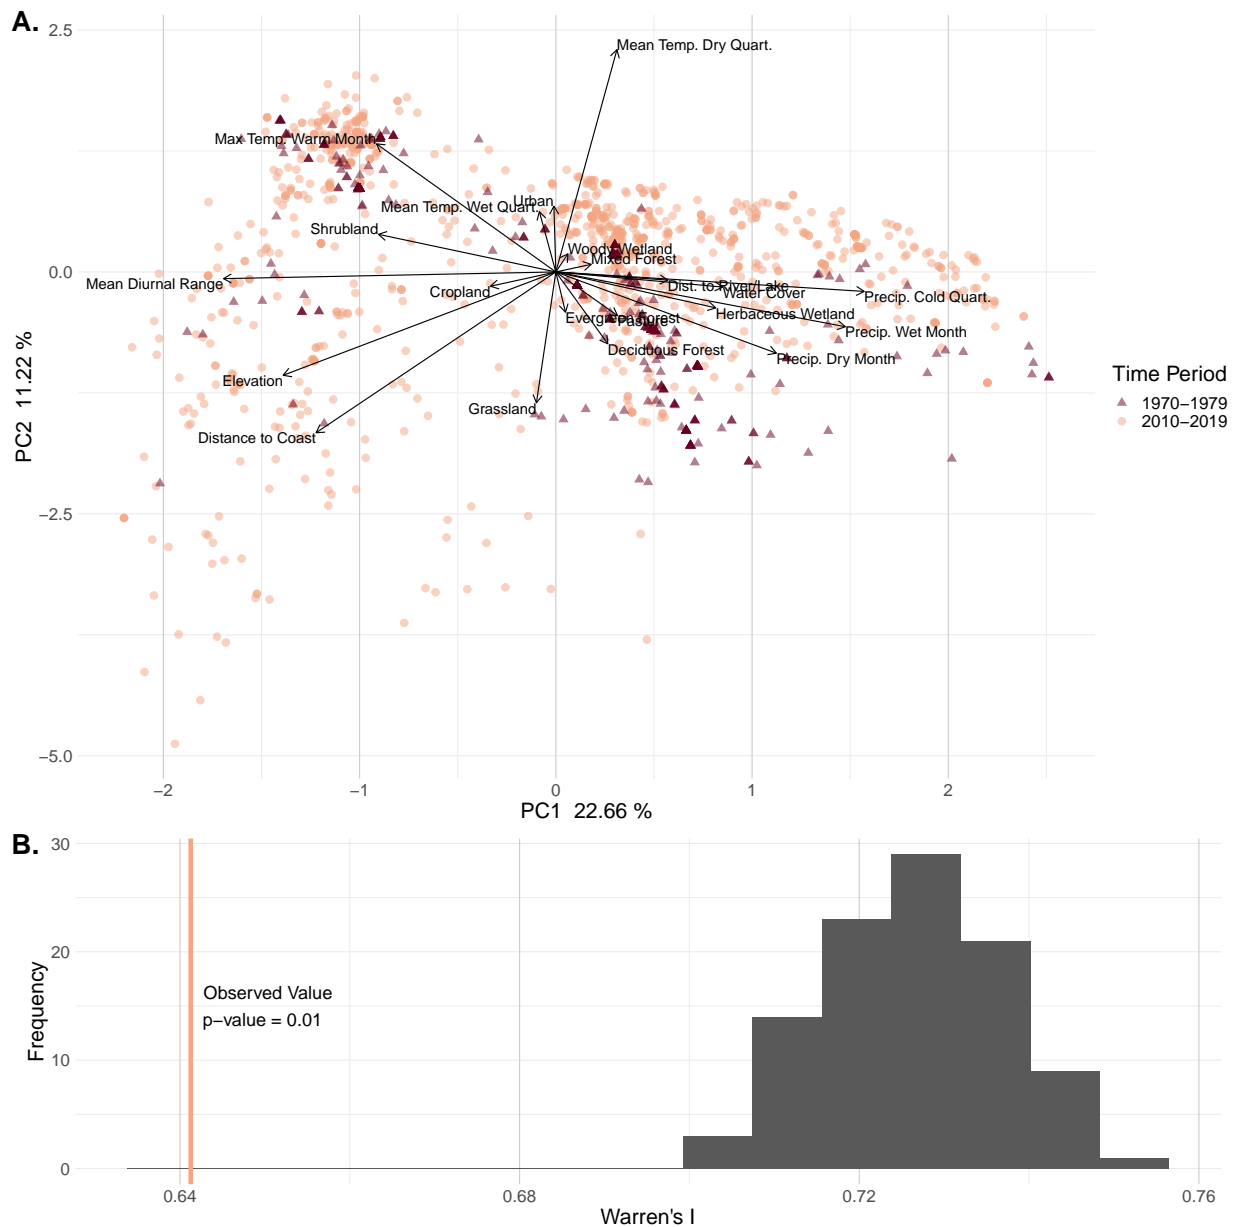 A.
2.5
0.0
−2.5
−5.0
PC2 11.22 %
Mean Temp. Dry Quart.
Max Temp. Warm Month
Mean Temp. Wet Quart.
Urban
Shrubland
Woody Wetland
Mixed Forest
Mean Diurnal Range
Cropland
Dist. to River/Lake
Water Cover
Precip. Cold Quart.
Evergreen Forest
Pasture
Herbaceous Wetland
Precip. Wet Month
Deciduous Forest
Precip. Dry Month
Elevation
Grassland
Distance to Coast
−2
−1
0
1
2
PC1 22.66 %
Time Period
1970−1979
2010−2019
B.
30
20
10
0
Frequency
Observed Value
p−value = 0.01
0.64
0.68
0.72
0.76
Warren's I